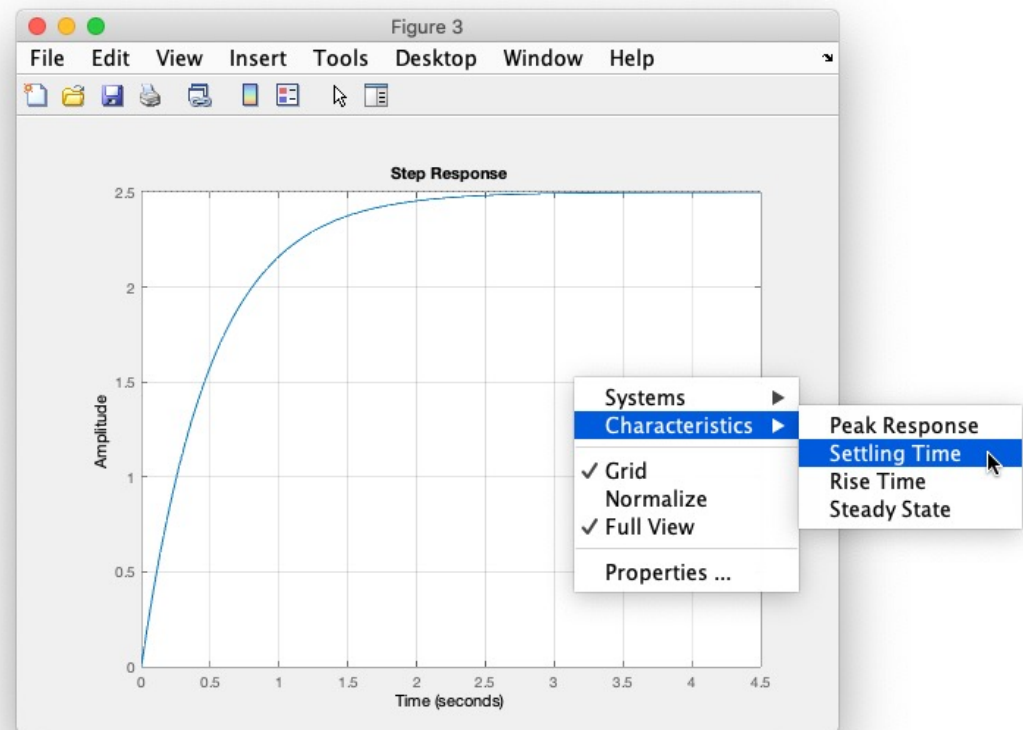 Figure 3
File Edit View Insert Tools Desktop Window Help
Step Response
2.5
2
1.5
1
0.5
0
Amplitude
0 0.5 1 1.5 2 2.5 3 3.5 4 4.5
Time (seconds)
Systems
Characteristics
Grid
Normalize
Full View
Properties ...
Peak Response
Settling Time
Rise Time
Steady State